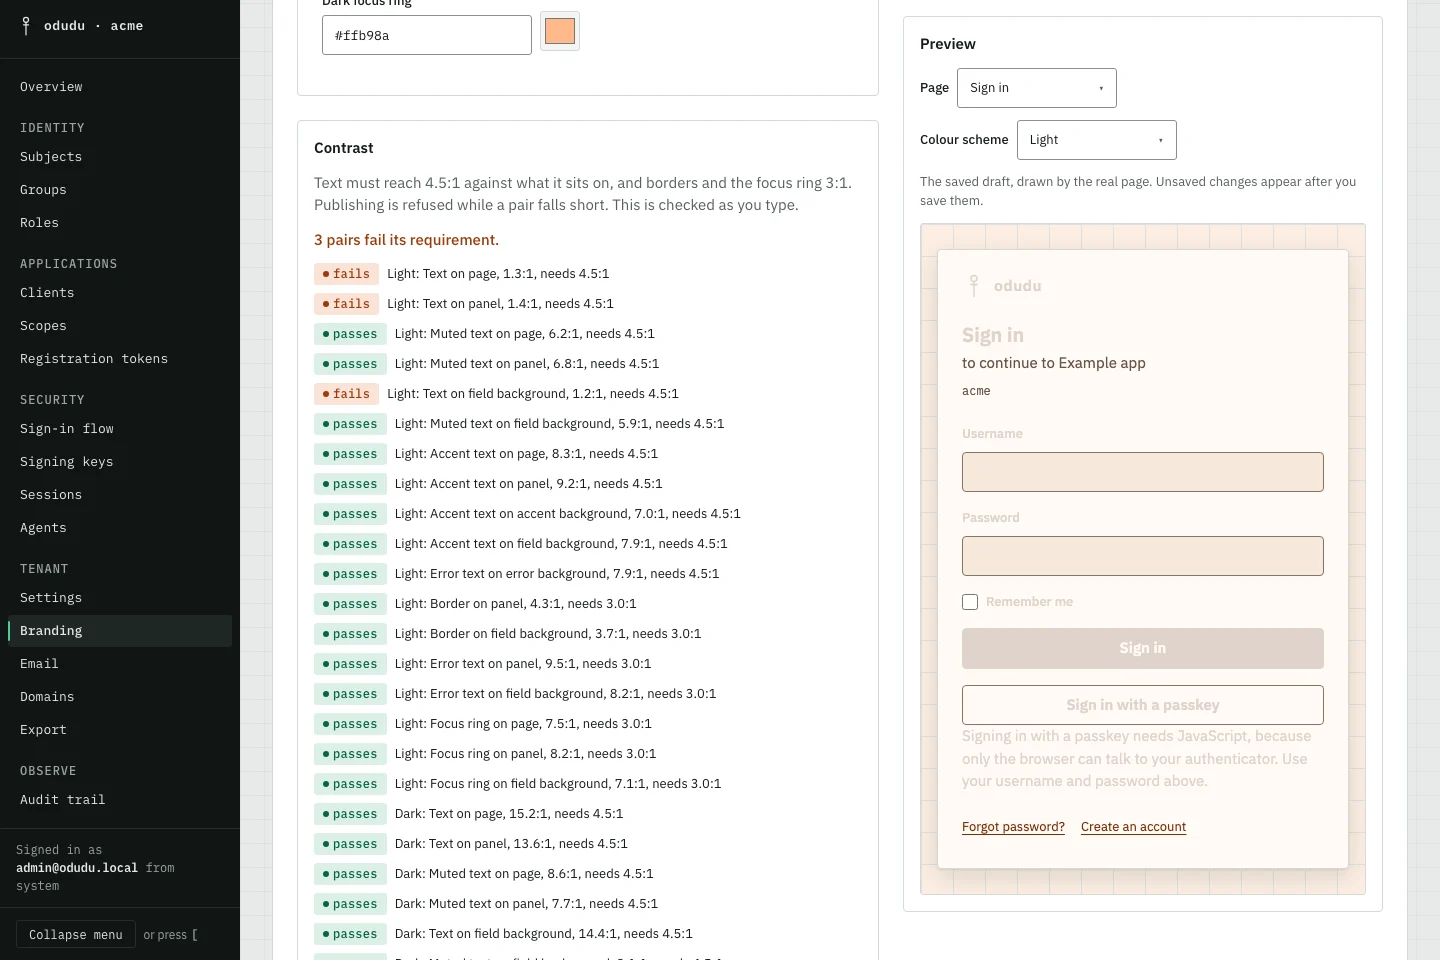 odudu · acme
Overview
IDENTITY
Subjects
Groups
Roles
APPLICATIONS
Clients
Scopes
Registration tokens
SECURITY
Sign-in flow
Signing keys
Sessions
Agents
TENANT
Settings
Branding
Email
Domains
Export
OBSERVE
Audit trail
Signed in as
admin@odudu.local from
system
Collapse menu or press [
Dark focus ring
#ffb98a
Contrast
Text must reach 4.5:1 against what it sits on, and borders and the focus ring 3:1.
Publishing is refused while a pair falls short. This is checked as you type.
3 pairs fail its requirement.
fails Light: Text on page, 1.3:1, needs 4.5:1
fails Light: Text on panel, 1.4:1, needs 4.5:1
passes Light: Muted text on page, 6.2:1, needs 4.5:1
passes Light: Muted text on panel, 6.8:1, needs 4.5:1
fails Light: Text on field background, 1.2:1, needs 4.5:1
passes Light: Muted text on field background, 5.9:1, needs 4.5:1
passes Light: Accent text on page, 8.3:1, needs 4.5:1
passes Light: Accent text on panel, 9.2:1, needs 4.5:1
passes Light: Accent text on accent background, 7.0:1, needs 4.5:1
passes Light: Accent text on field background, 7.9:1, needs 4.5:1
passes Light: Error text on error background, 7.9:1, needs 4.5:1
passes Light: Border on panel, 4.3:1, needs 3.0:1
passes Light: Border on field background, 3.7:1, needs 3.0:1
passes Light: Error text on panel, 9.5:1, needs 3.0:1
passes Light: Error text on field background, 8.2:1, needs 3.0:1
passes Light: Focus ring on page, 7.5:1, needs 3.0:1
passes Light: Focus ring on panel, 8.2:1, needs 3.0:1
passes Light: Focus ring on field background, 7.1:1, needs 3.0:1
passes Dark: Text on page, 15.2:1, needs 4.5:1
passes Dark: Text on panel, 13.6:1, needs 4.5:1
passes Dark: Muted text on page, 8.6:1, needs 4.5:1
passes Dark: Muted text on panel, 7.7:1, needs 4.5:1
passes Dark: Text on field background, 14.4:1, needs 4.5:1
Preview
Page Sign in
Colour scheme Light
The saved draft, drawn by the real page. Unsaved changes appear after you
save them.
odudu
Sign in
to continue to Example app
acme
Username
Password
Remember me
Sign in
Sign in with a passkey
Signing in with a passkey needs JavaScript, because
only the browser can talk to your authenticator. Use
your username and password above.
Forgot password? Create an account